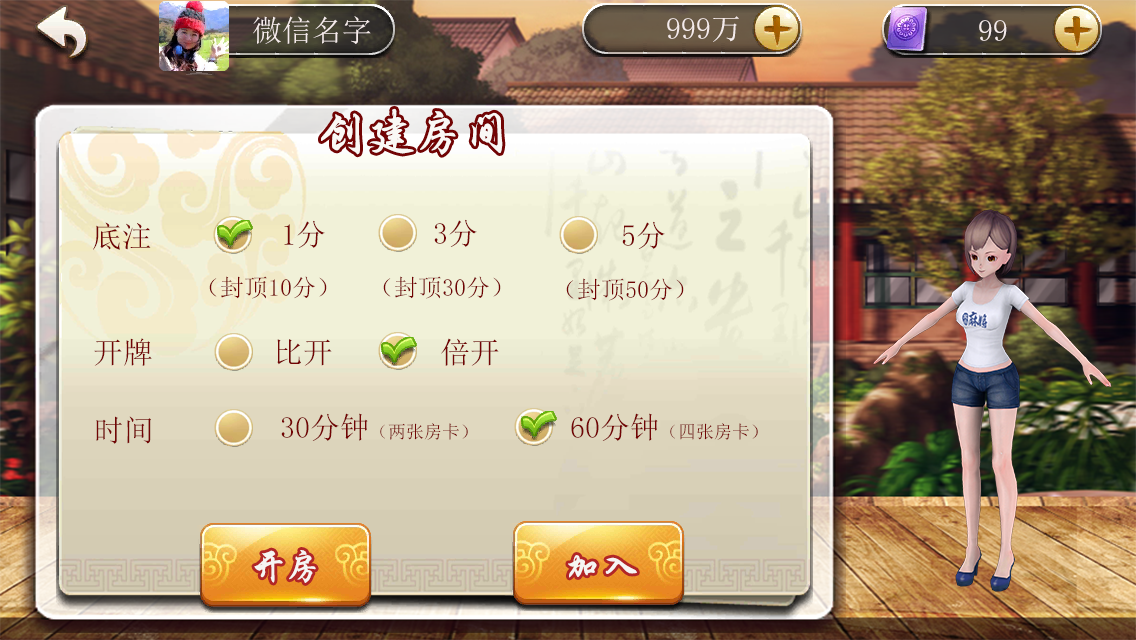 微信名字 999万 99
创建房间
底注 1分 3分 5分
(封顶10分) (封顶30分) (封顶50分)
开牌 比开 倍开
时间 30分钟(两张房卡) 60分钟(四张房卡)
开房 加入